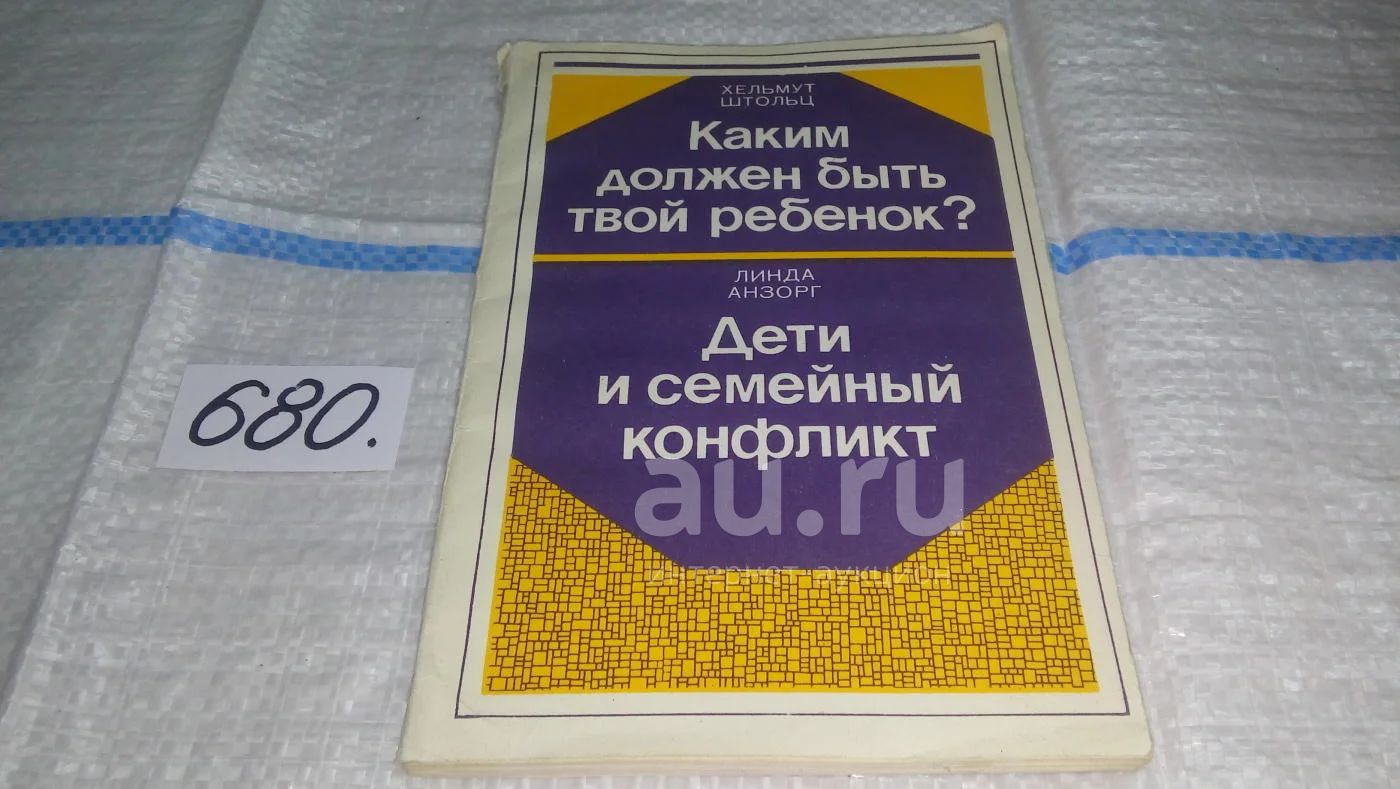 ХЕЛЬМУТ
ШТОЛЬЦ
Каким
должен быть
твой ребенок?
ЛИНДА
АНЗОРГ
Дети
и семейный
конфликт
680.
au.ru
интернет аукцион